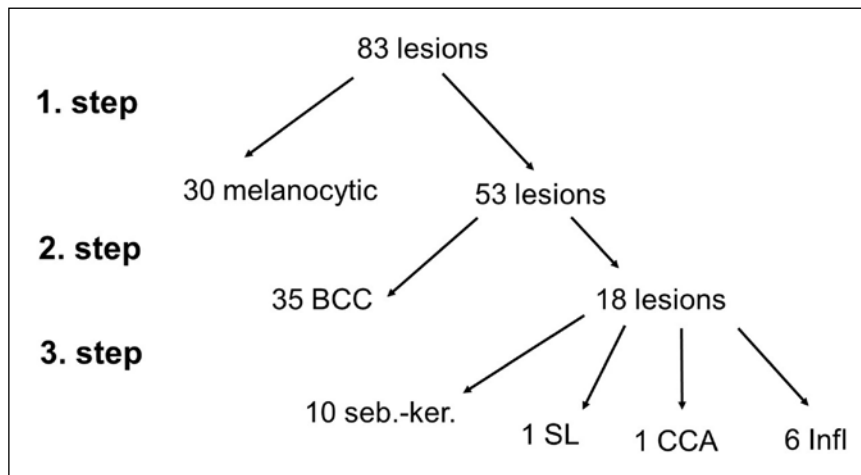 83 lesions
1. step
30 melanocytic
53 lesions
2. step
35 BCC
18 lesions
3. step
10 seb.-ker.
1 SL
1 CCA
6 Infl